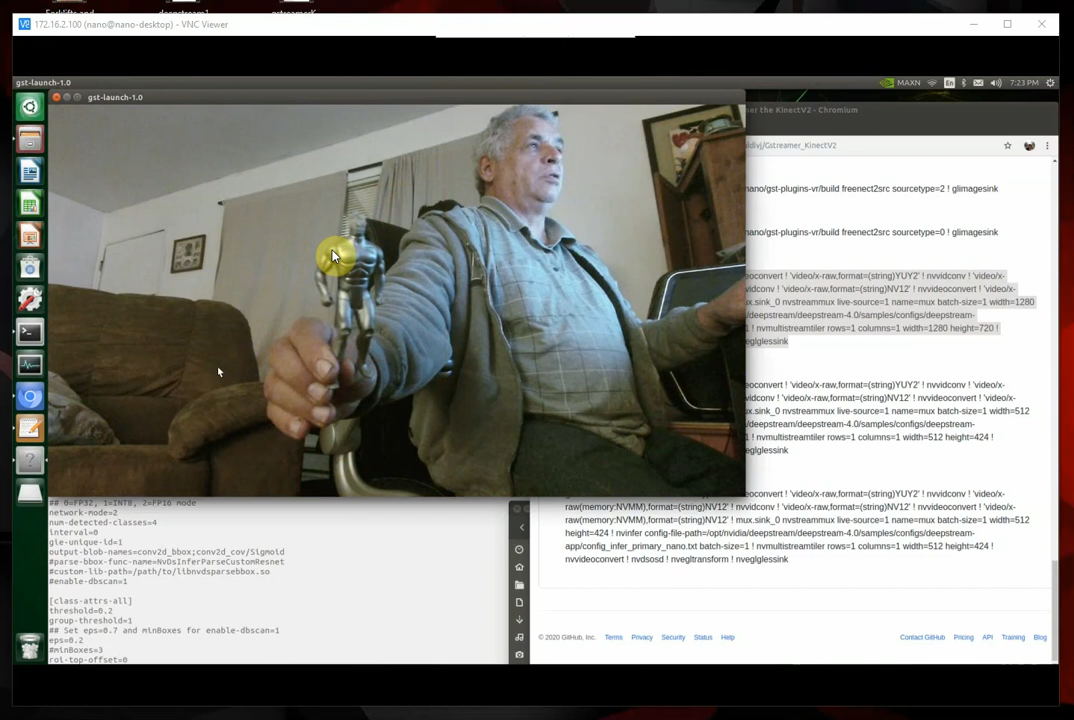 172.16.2.100 (nano@nano-desktop) - VNC Viewer
gst-launch-1.0
MAXN
En
7:23 PM
gst-launch-1.0
er the KinectV2 - Chromium
idivj/Gstreamer_KinectV2
nano/gst-plugins-vr/build freenect2src sourcetype=2 ! glimagesink
nano/gst-plugins-vr/build freenect2src sourcetype=0 ! glimagesink
eoconvert ! 'video/x-raw,format=(string)YUY2' ! nvvidconv ! 'video/x-
vidconv ! 'video/x-raw,format=(string)NV12' ! nvvideoconvert ! 'video/x-
x.sink_0 nvstreammux live-source=1 name=mux batch-size=1 width=1280
/deepstream/deepstream-4.0/samples/configs/deepstream-
1 ! nvmultistreamtiler rows=1 columns=1 width=1280 height=720 !
veglglessink
eoconvert ! 'video/x-raw,format=(string)YUY2' ! nvvidconv ! 'video/x-
vidconv ! 'video/x-raw,format=(string)NV12' ! nvvideoconvert ! 'video/x-
x.sink_0 nvstreammux live-source=1 name=mux batch-size=1 width=512
/deepstream/deepstream-4.0/samples/configs/deepstream-
1 ! nvmultistreamtiler rows=1 columns=1 width=512 height=424 !
veglglessink
eoconvert ! 'video/x-raw,format=(string)YUY2' ! nvvidconv ! 'video/x-
raw(memory:NVMM),format=(string)NV12' ! nvvidconv ! 'video/x-raw,format=(string)NV12' ! nvvideoconvert ! 'video/x-
raw(memory:NVMM),format=(string)NV12' ! mux.sink_0 nvstreammux live-source=1 name=mux batch-size=1 width=512
height=424 ! nvinfer config-file-path=/opt/nvidia/deepstream/deepstream-4.0/samples/configs/deepstream-
app/config_infer_primary_nano.txt batch-size=1 ! nvmultistreamtiler rows=1 columns=1 width=512 height=424 !
nvvideoconvert ! nvdsosd ! nvegltransform ! nveglglessink
## 0=FP32, 1=INT8, 2=FP16 mode
network-mode=2
num-detected-classes=4
interval=0
gie-unique-id=1
output-blob-names=conv2d_bbox;conv2d_cov/Sigmoid
#parse-bbox-func-name=NvDsInferParseCustomResnet
#custom-lib-path=/path/to/libnvdsparsebbox.so
#enable-dbscan=1
[class-attrs-all]
threshold=0.2
group-threshold=1
## Set eps=0.7 and minBoxes for enable-dbscan=1
eps=0.2
#minBoxes=3
roi-top-offset=0
© 2020 GitHub, Inc.
Terms
Privacy
Security
Status
Help
Contact GitHub
Pricing
API
Training
Blog